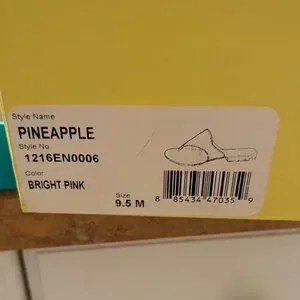 Style Name
PINEAPPLE
Style No
1216EN0006
Color
BRIGHT PINK
Size
9.5 M
8 85434 47035 9